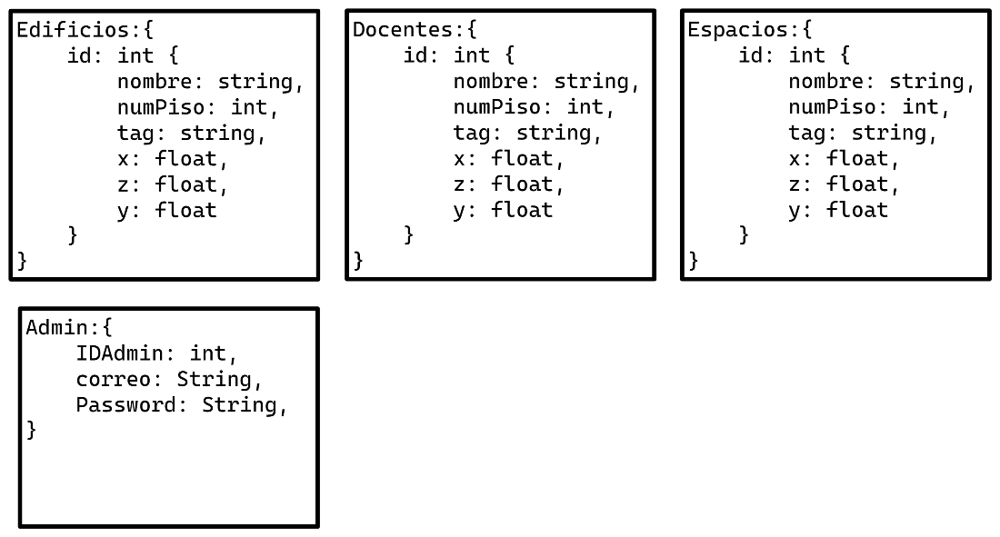 Edificios:{
    id: int {
        nombre: string,
        numPiso: int,
        tag: string,
        x: float,
        z: float,
        y: float
    }
}
Docentes:{
    id: int {
        nombre: string,
        numPiso: int,
        tag: string,
        x: float,
        z: float,
        y: float
    }
}
Espacios:{
    id: int {
        nombre: string,
        numPiso: int,
        tag: string,
        x: float,
        z: float,
        y: float
    }
}
Admin:{
    IDAdmin: int,
    correo: String,
    Password: String,
}